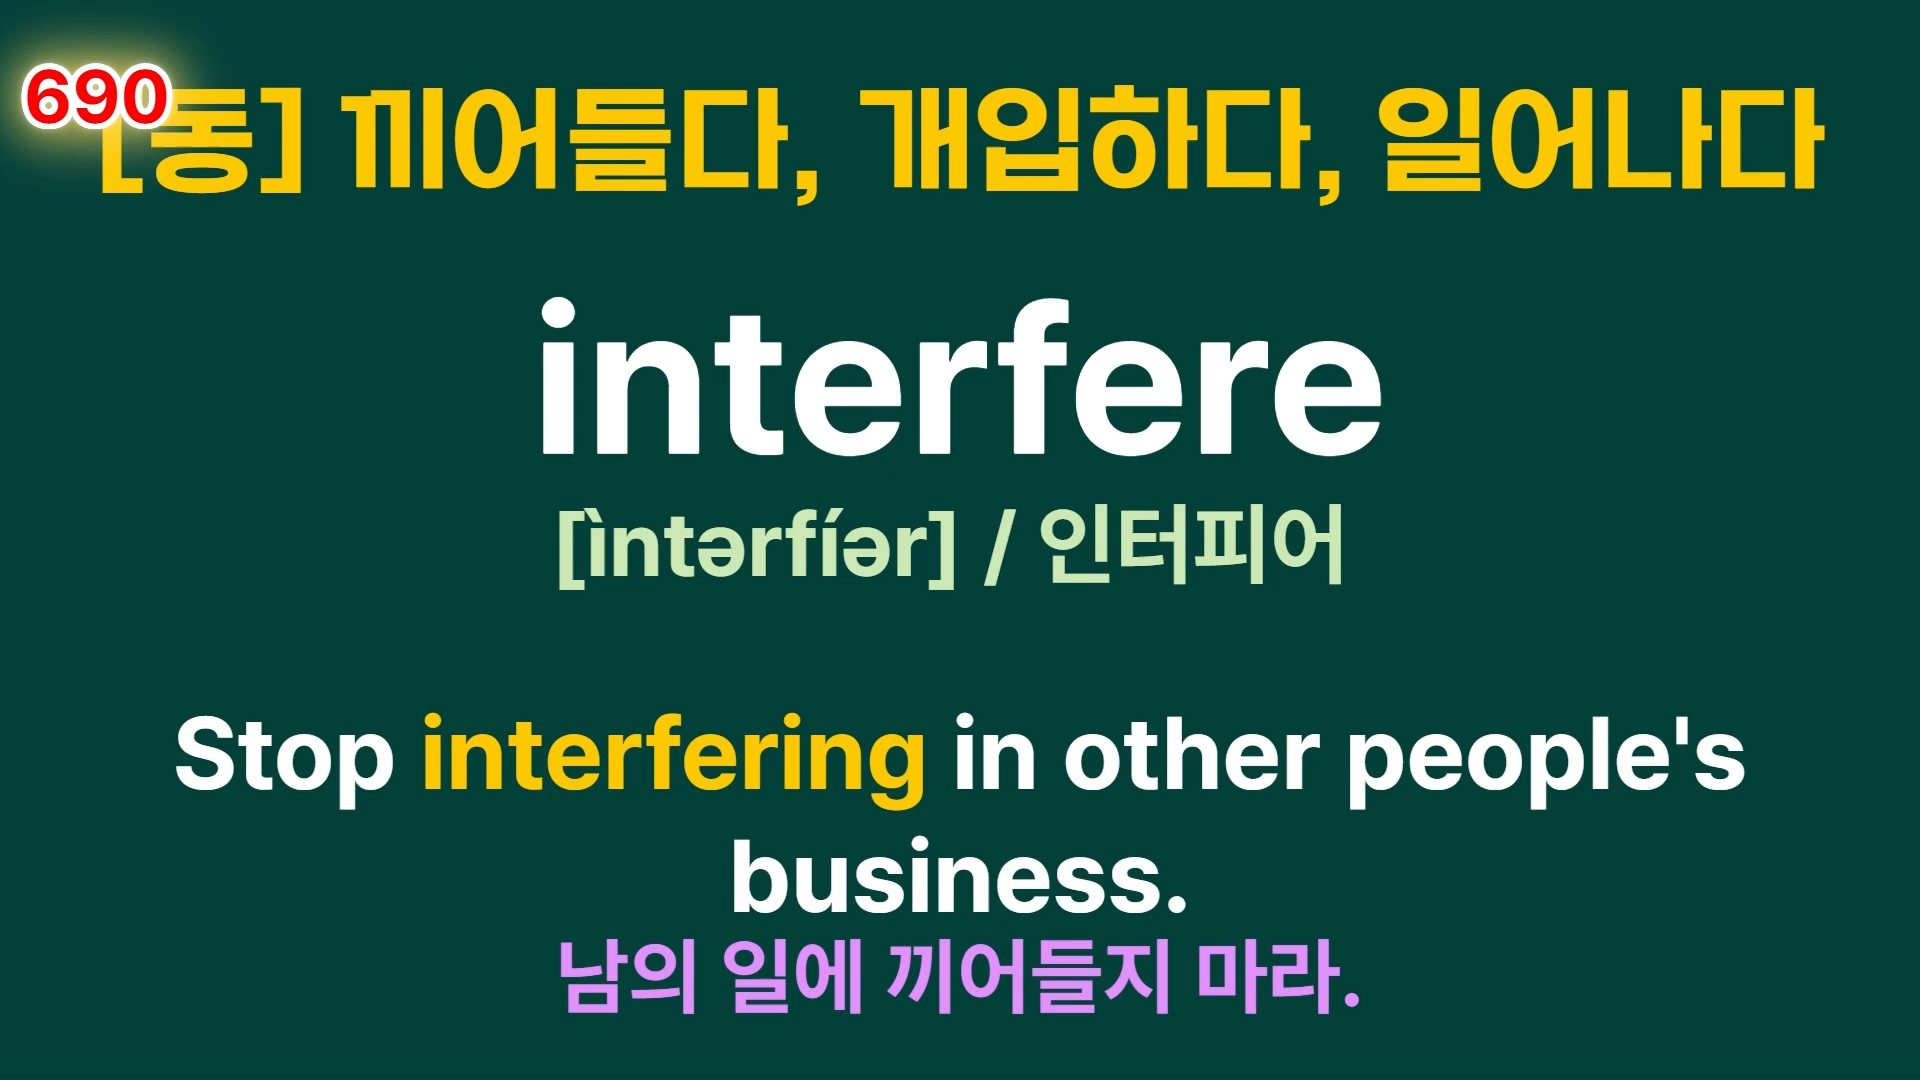 690
[동] 끼어들다, 개입하다, 일어나다
interfere
[ìntərfíər] / 인터피어
Stop interfering in other people's
business.
남의 일에 끼어들지 마라.